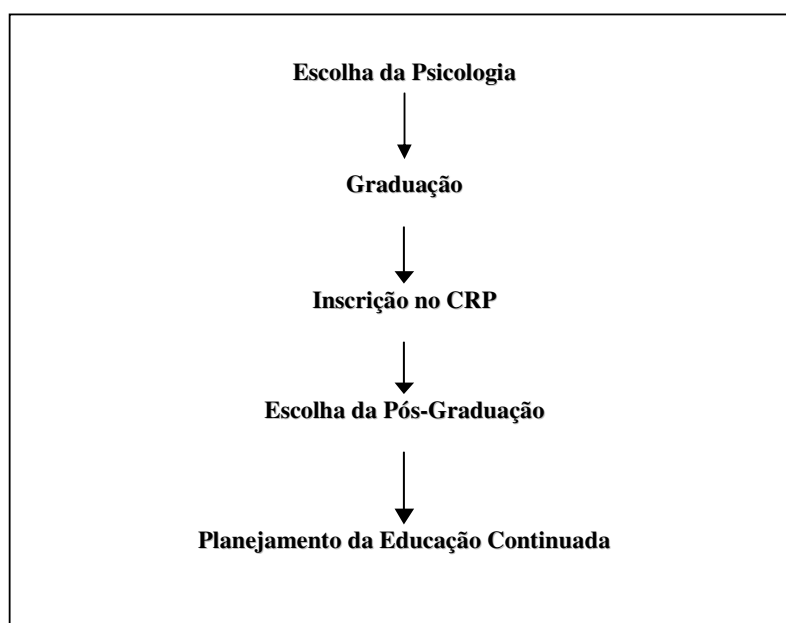 Escolha da Psicologia
Graduação
Inscrição no CRP
Escolha da Pós-Graduação
Planejamento da Educação Continuada